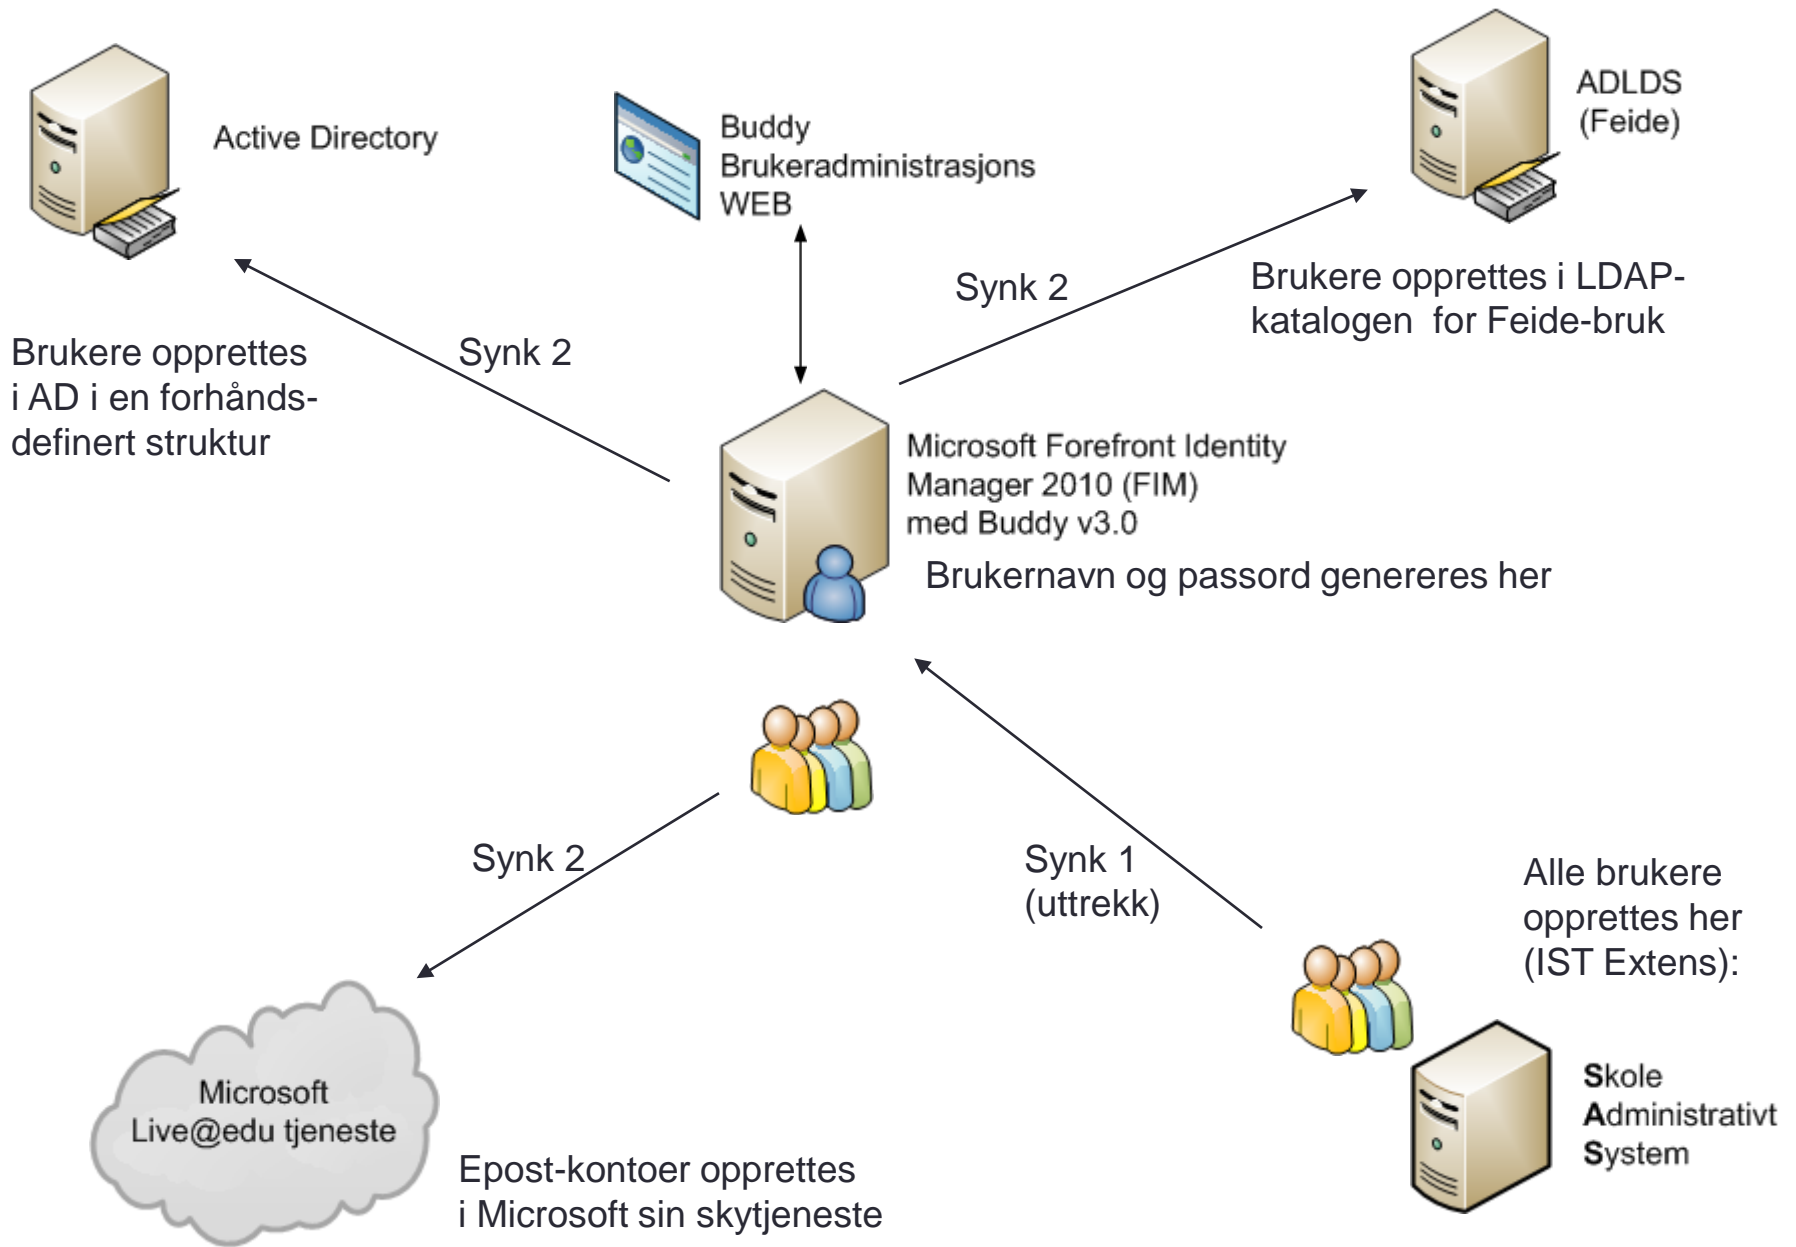 Active Directory
Buddy
Brukeradministrasjons
WEB
ADLDS
(Feide)
Synk 2
Brukere opprettes i LDAP-
katalogen for Feide-bruk
Brukere opprettes
i AD i en forhånds-
definert struktur
Synk 2
Microsoft Forefront Identity
Manager 2010 (FIM)
med Buddy v3.0
Brukernavn og passord genereres her
Synk 2
Synk 1
(uttrekk)
Alle brukere
opprettes her
(IST Extens):
Microsoft
Live@edu tjeneste
Skole
Administrativt
System
Epost-kontoer opprettes
i Microsoft sin skytjeneste